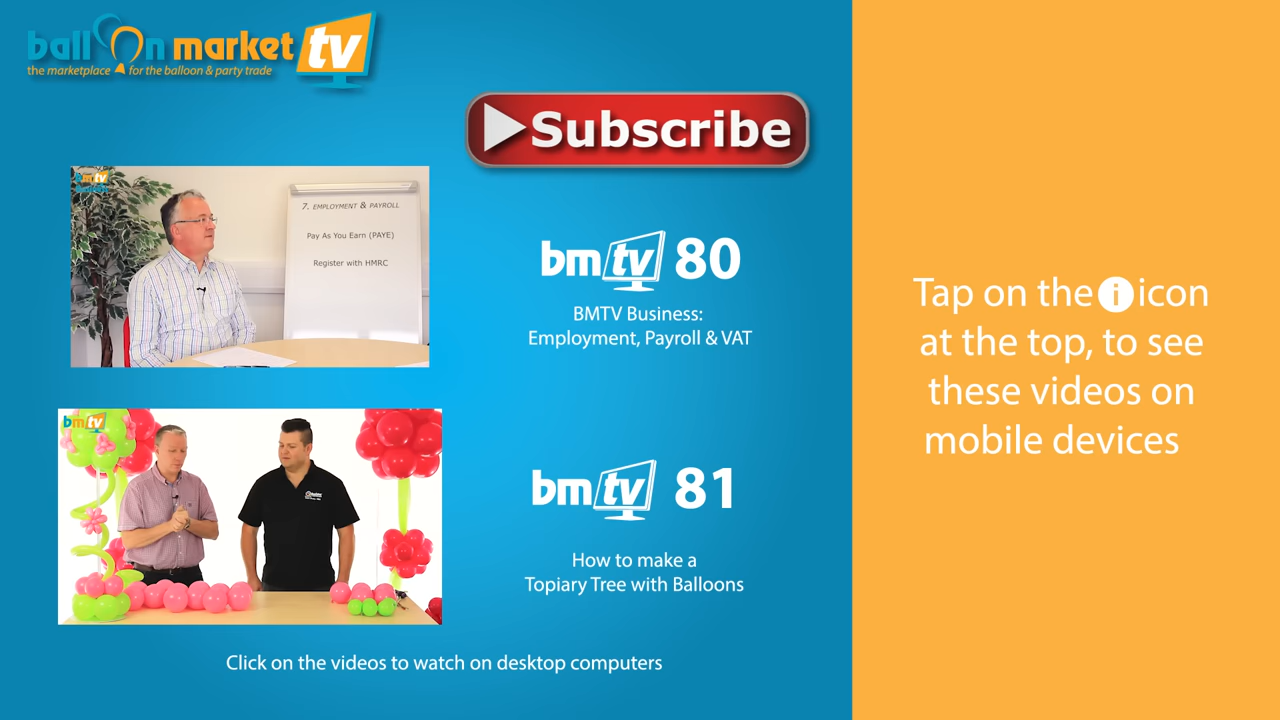 balloon market tv
the marketplace for the balloon & party trade
Subscribe
bmtv
7. EMPLOYMENT & PAYROLL
Pay As You Earn (PAYE)
Register with HMRC
bmtv 80
BMTV Business:
Employment, Payroll & VAT
bmtv
bmtv 81
How to make a
Topiary Tree with Balloons
Click on the videos to watch on desktop computers
Tap on the i icon
at the top, to see
these videos on
mobile devices